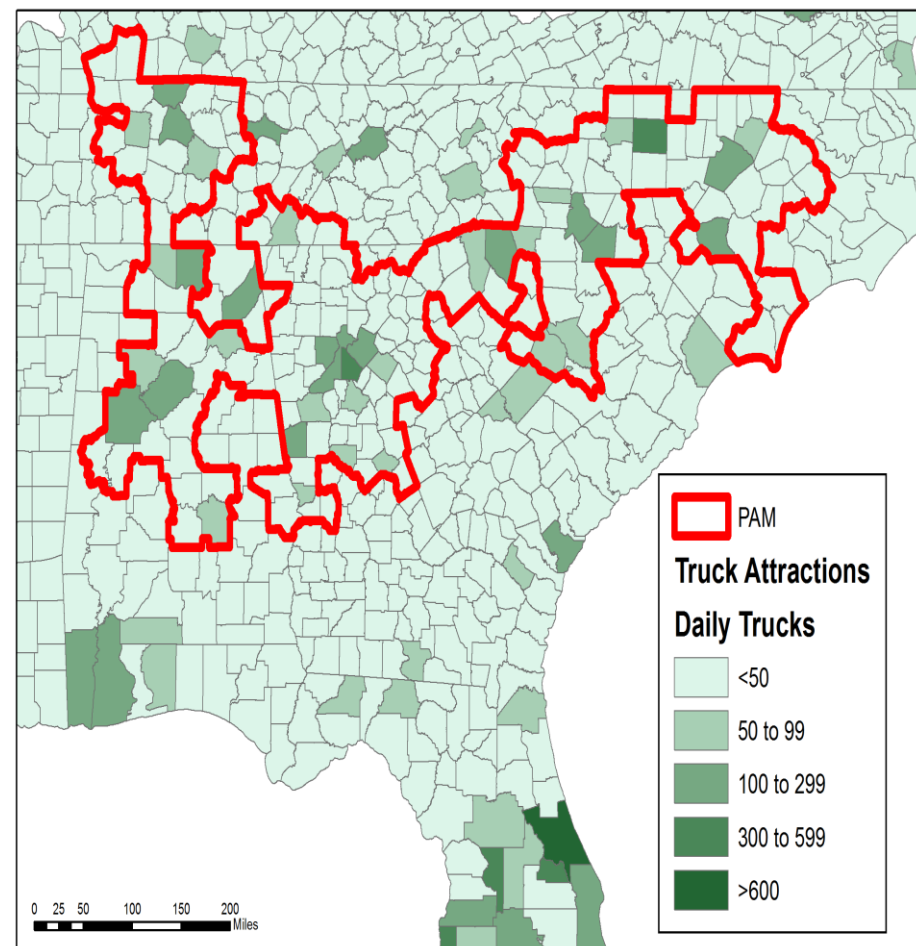 PAM
Truck Attractions
Daily Trucks
<50
50 to 99
100 to 299
300 to 599
>600
0 25 50 100 150 200
Miles